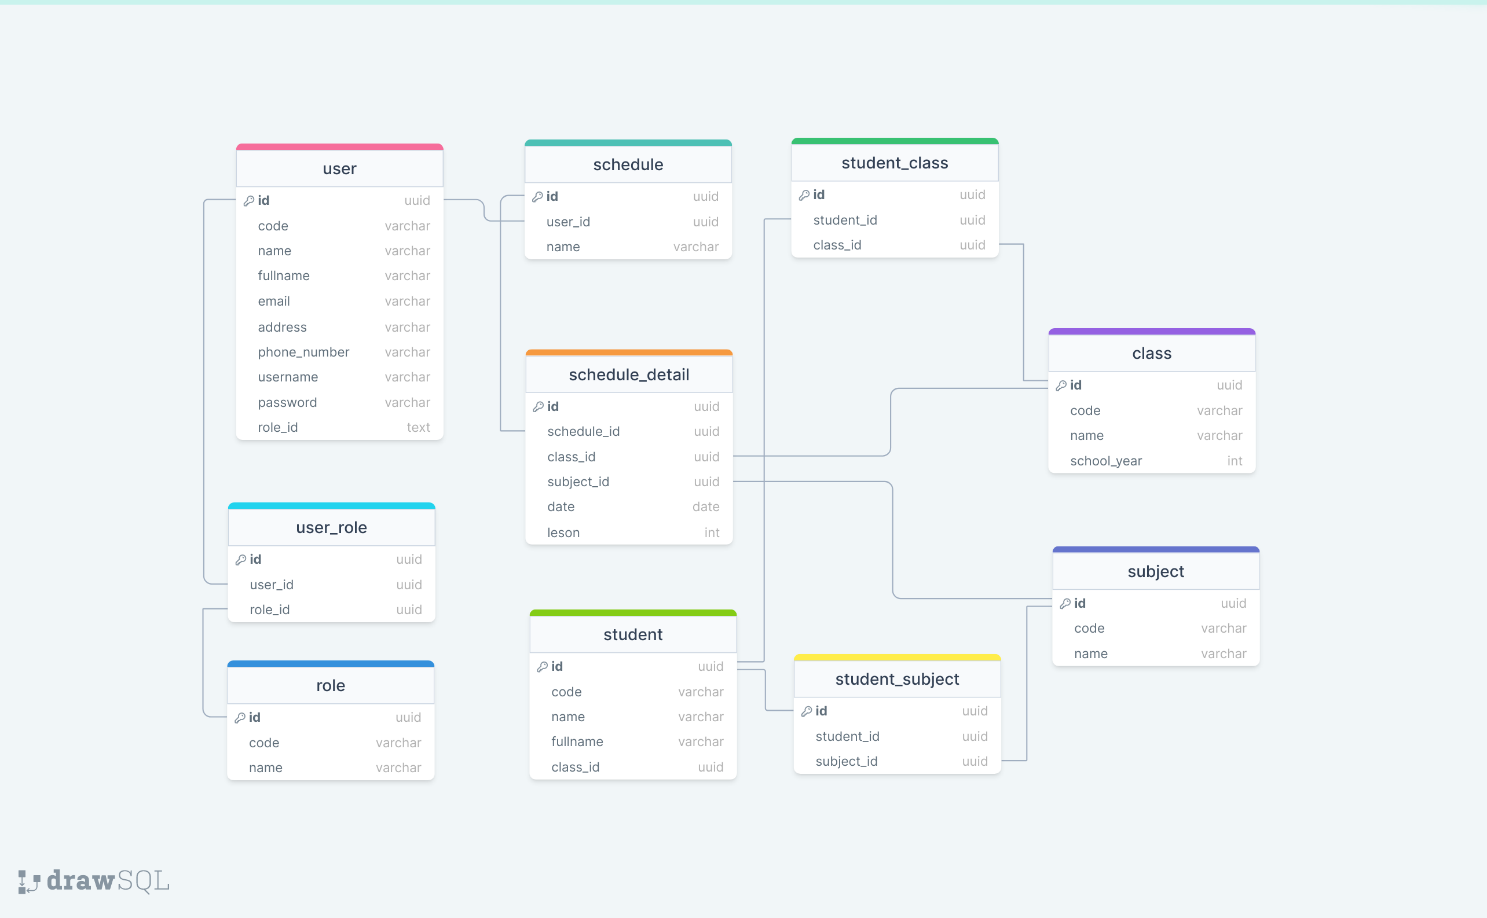 user
id uuid
code varchar
name varchar
fullname varchar
email varchar
address varchar
phone_number varchar
username varchar
password varchar
role_id text
user_role
id uuid
user_id uuid
role_id uuid
role
id uuid
code varchar
name varchar
schedule
id uuid
user_id uuid
name varchar
schedule_detail
id uuid
schedule_id uuid
class_id uuid
subject_id uuid
date date
leson int
student
id uuid
code varchar
name varchar
fullname varchar
class_id uuid
student_class
id uuid
student_id uuid
class_id uuid
student_subject
id uuid
student_id uuid
subject_id uuid
class
id uuid
code varchar
name varchar
school_year int
subject
id uuid
code varchar
name varchar
drawSQL